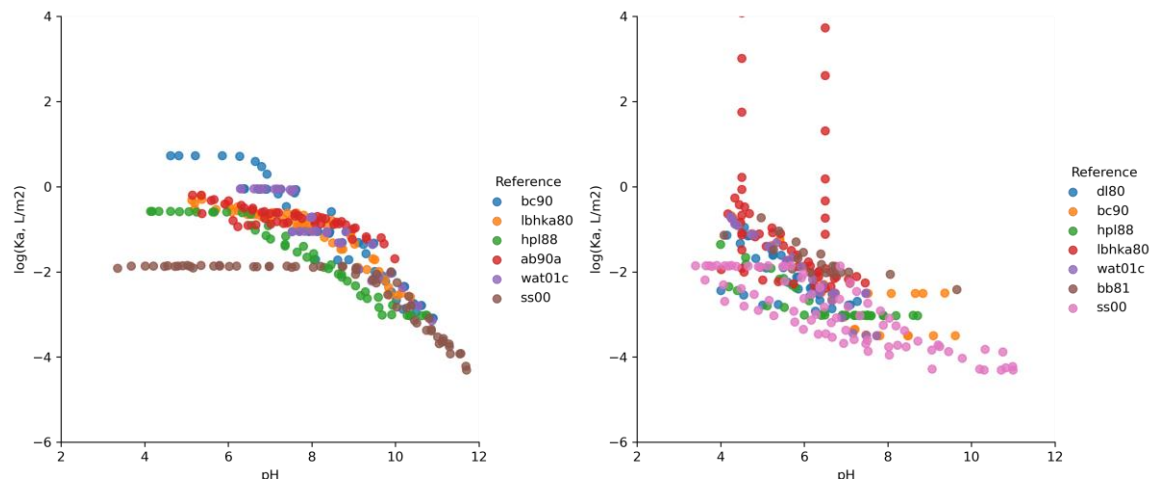 4
2
0
−2
−4
−6
2
4
6
8
10
12
pH
log(Ka, L/m2)
Reference
bc90
lbhka80
hpl88
ab90a
wat01c
ss00
4
2
0
−2
−4
−6
2
4
6
8
10
12
pH
log(Ka, L/m2)
Reference
dl80
bc90
hpl88
lbhka80
wat01c
bb81
ss00